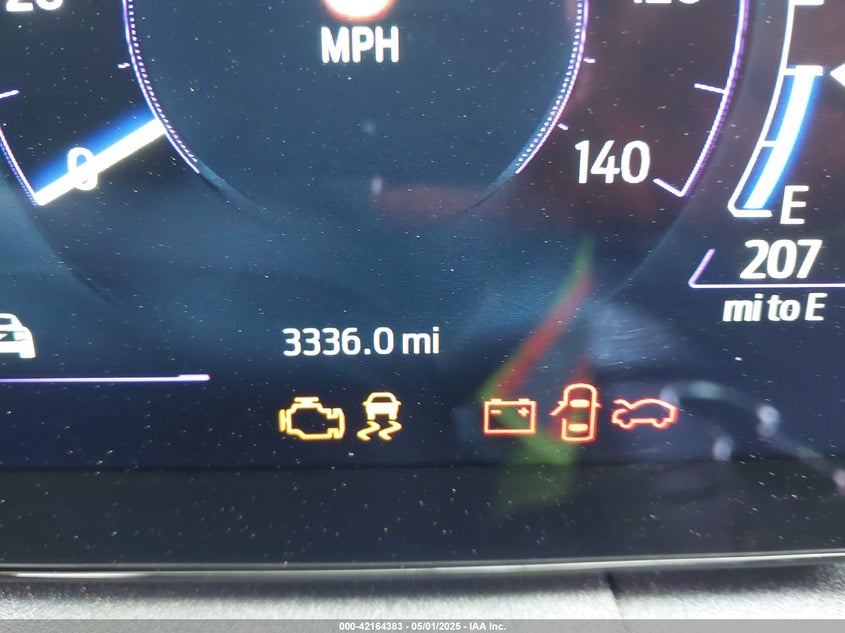 MPH
0
140
E
207
mi to E
3336.0 mi
000-42164383 - 05/01/2025 - IAA Inc.